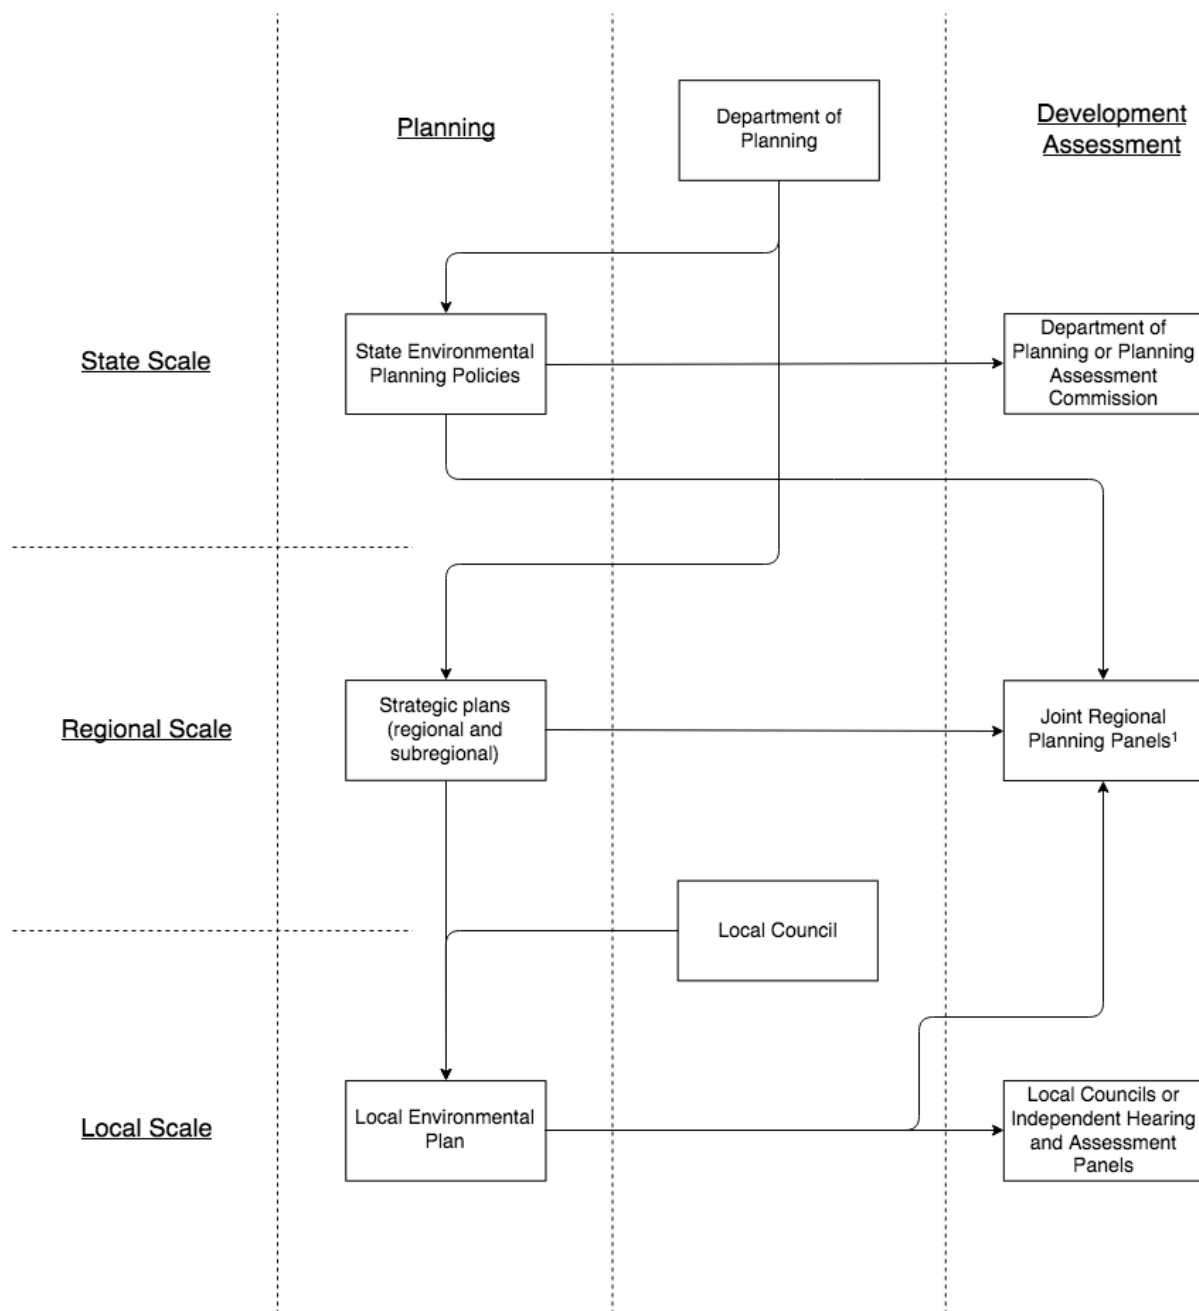 Planning
Department of
Planning
Development
Assessment
State Scale
State Environmental
Planning Policies
Department of
Planning or Planning
Assessment
Commission
Regional Scale
Strategic plans
(regional and
subregional)
Joint Regional
Planning Panels¹
Local Council
Local Scale
Local Environmental
Plan
Local Councils or
Independent Hearing
and Assessment
Panels